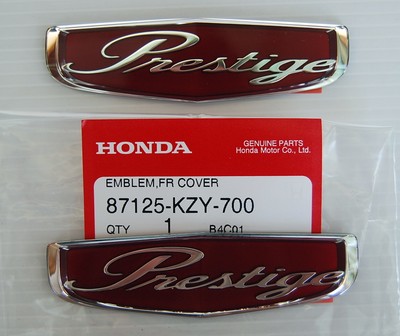 Prestige
HONDA
GENUINE PARTS
Honda Motor Co., Ltd.
EMBLEM,FR COVER
87125-KZY-700
QTY 1 B4C01
Prestige